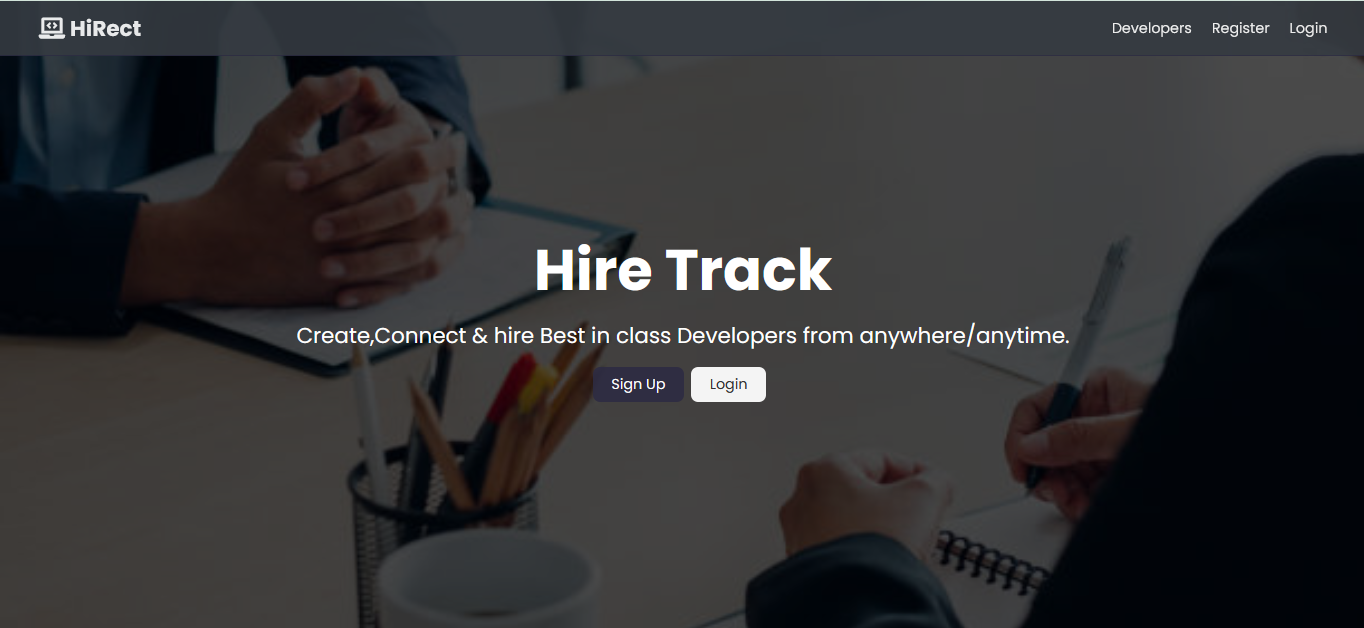 HiRect
Developers Register Login
Hire Track
Create,Connect & hire Best in class Developers from anywhere/anytime.
Sign Up Login